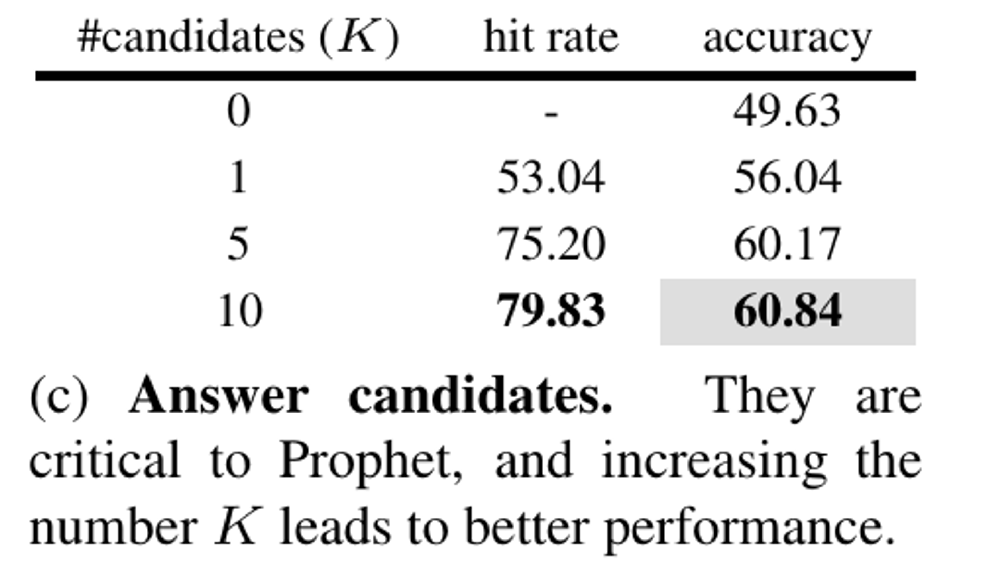 #candidates (K) hit rate accuracy
0 - 49.63
1 53.04 56.04
5 75.20 60.17
10 79.83 60.84
(c) Answer candidates. They are
critical to Prophet, and increasing the
number K leads to better performance.